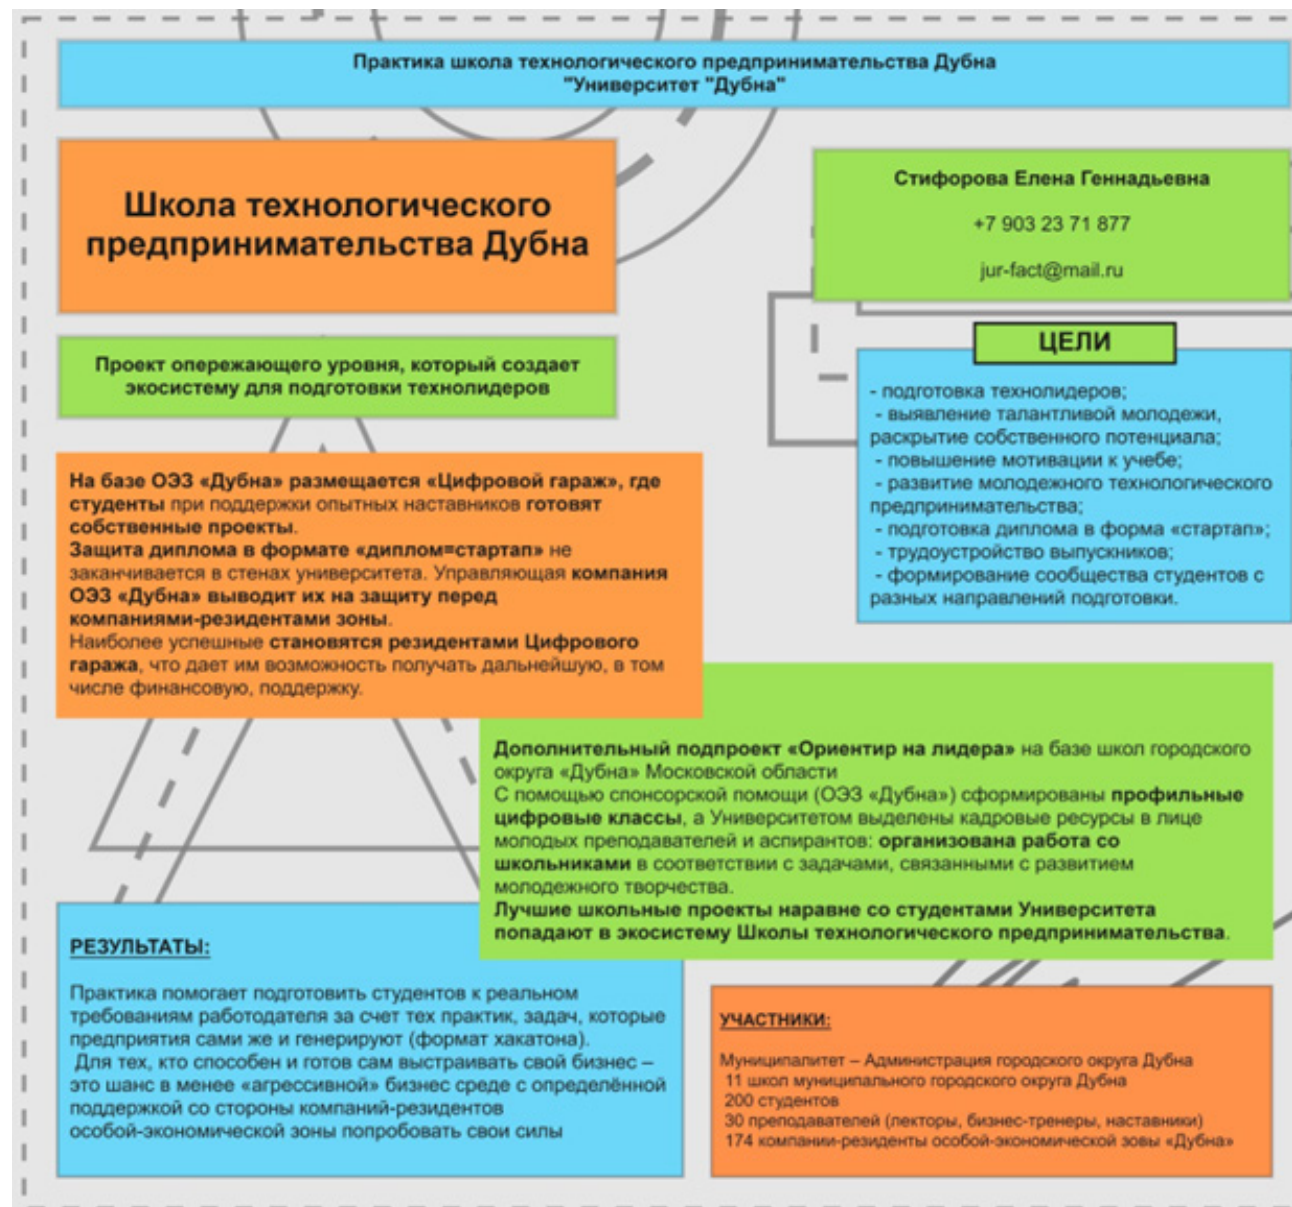 Практика школа технологического предпринимательства Дубна
"Университет "Дубна"
Школа технологического
предпринимательства Дубна
Стифорова Елена Геннадьевна
+7 903 23 71 877
jur-fact@mail.ru
Проект опережающего уровня, который создает
экосистему для подготовки технолидеров
ЦЕЛИ
- подготовка технолидеров;
- выявление талантливой молодежи,
раскрытие собственного потенциала;
- повышение мотивации к учебе;
- развитие молодежного технологического
предпринимательства;
- подготовка диплома в форма «стартап»;
- трудоустройство выпускников;
- формирование сообщества студентов с
разных направлений подготовки.
На базе ОЭЗ «Дубна» размещается «Цифровой гараж», где
студенты при поддержки опытных наставников готовят
собственные проекты.
Защита диплома в формате «диплом=стартап» не
заканчивается в стенах университета. Управляющая компания
ОЭЗ «Дубна» выводит их на защиту перед
компаниями-резидентами зоны.
Наиболее успешные становятся резидентами Цифрового
гаража, что дает им возможность получать дальнейшую, в том
числе финансовую, поддержку.
Дополнительный подпроект «Ориентир на лидера» на базе школ городского
округа «Дубна» Московской области
С помощью спонсорской помощи (ОЭЗ «Дубна») сформированы профильные
цифровые классы, а Университетом выделены кадровые ресурсы в лице
молодых преподавателей и аспирантов: организована работа со
школьниками в соответствии с задачами, связанными с развитием
молодежного творчества.
Лучшие школьные проекты наравне со студентами Университета
попадают в экосистему Школы технологического предпринимательства.
РЕЗУЛЬТАТЫ:
Практика помогает подготовить студентов к реальном
требованиям работодателя за счет тех практик, задач, которые
предприятия сами же и генерируют (формат хакатона).
Для тех, кто способен и готов сам выстраивать свой бизнес –
это шанс в менее «агрессивной» бизнес среде с определённой
поддержкой со стороны компаний-резидентов
особой-экономической зоны попробовать свои силы
УЧАСТНИКИ:
Муниципалитет – Администрация городского округа Дубна
11 школ муниципального городского округа Дубна
200 студентов
30 преподавателей (лекторы, бизнес-тренеры, наставники)
174 компании-резиденты особой-экономической зовы «Дубна»